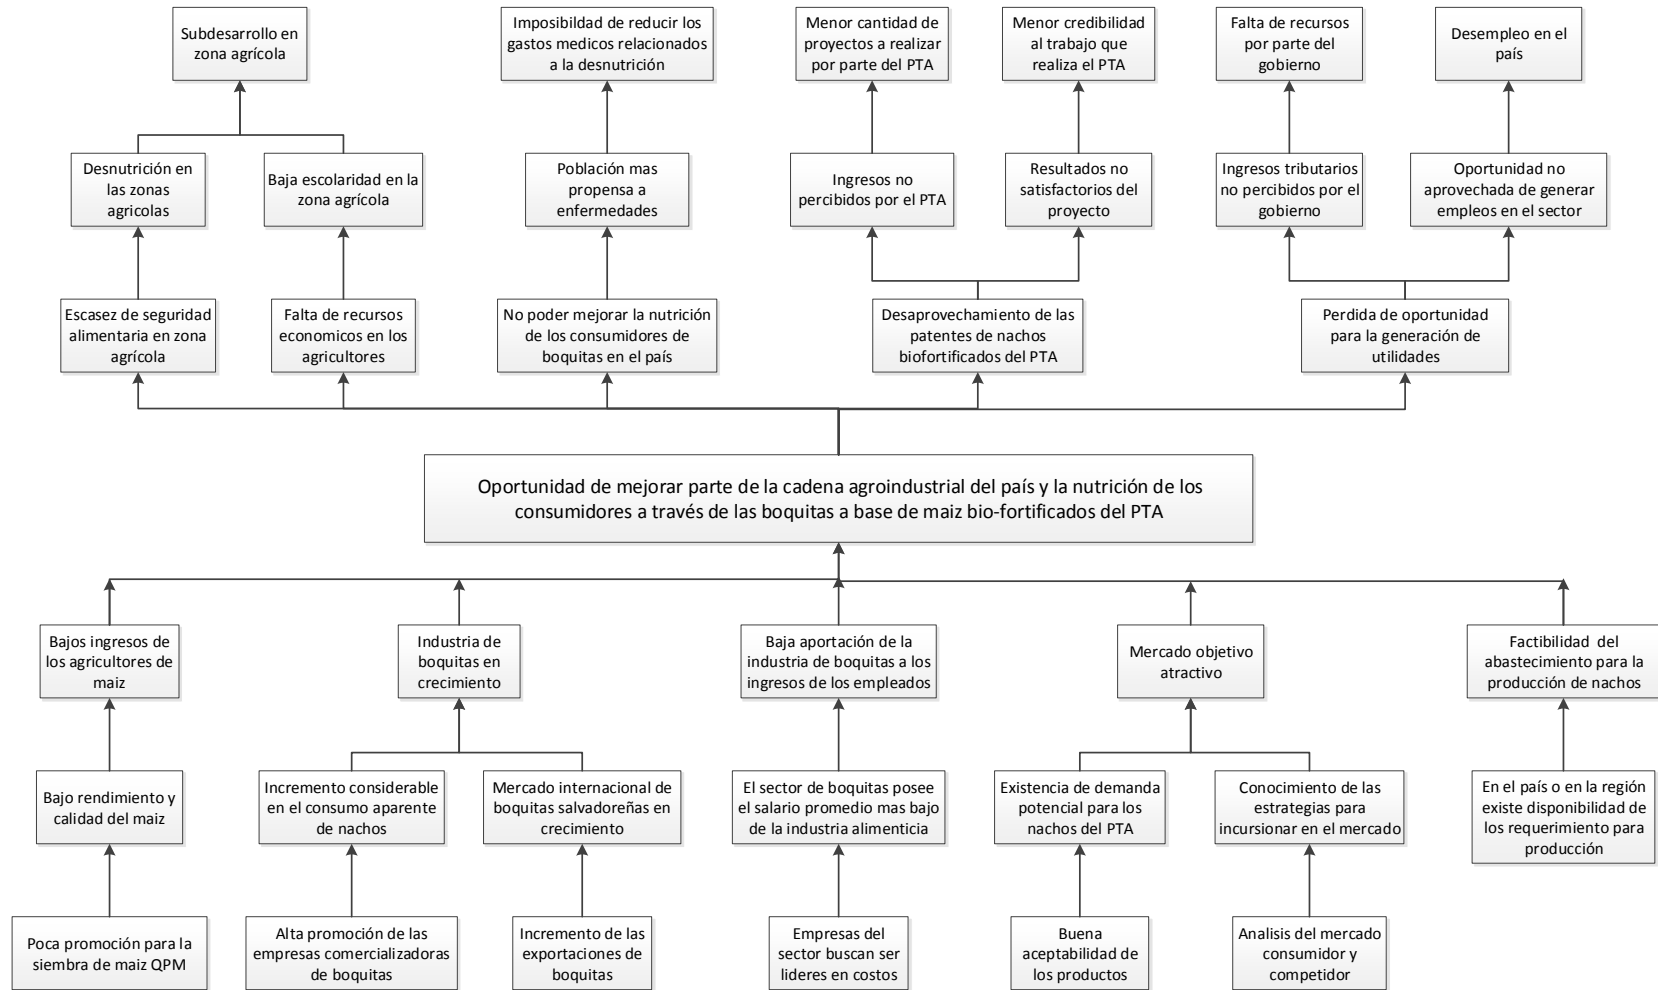 Subdesarrollo en
zona agrícola
Imposibildad de reducir los
gastos medicos relacionados
a la desnutrición
Menor cantidad de
proyectos a realizar
por parte del PTA
Menor credibilidad
al trabajo que
realiza el PTA
Falta de recursos
por parte del
gobierno
Desempleo en el
país
Desnutrición en
las zonas
agricolas
Baja escolaridad en la
zona agrícola
Población mas
propensa a
enfermedades
Ingresos no
percibidos por el PTA
Resultados no
satisfactorios del
proyecto
Ingresos tributarios
no percibidos por el
gobierno
Oportunidad no
aprovechada de generar
empleos en el sector
Escasez de seguridad
alimentaria en zona
agrícola
Falta de recursos
economicos en los
agricultores
No poder mejorar la nutrición
de los consumidores de
boquitas en el país
Desaprovechamiento de las
patentes de nachos
biofortificados del PTA
Perdida de oportunidad
para la generación de
utilidades
Oportunidad de mejorar parte de la cadena agroindustrial del país y la nutrición de los
consumidores a través de las boquitas a base de maiz bio-fortificados del PTA
Bajos ingresos de
los agricultores de
maiz
Industria de
boquitas en
crecimiento
Baja aportación de la
industria de boquitas a los
ingresos de los empleados
Mercado objetivo
atractivo
Factibilidad del
abastecimiento para la
producción de nachos
Bajo rendimiento y
calidad del maiz
Incremento considerable
en el consumo aparente
de nachos
Mercado internacional de
boquitas salvadoreñas en
crecimiento
El sector de boquitas posee
el salario promedio mas bajo
de la industria alimenticia
Existencia de demanda
potencial para los
nachos del PTA
Conocimiento de las
estrategias para
incursionar en el mercado
En el país o en la región
existe disponibilidad de
los requerimiento para
producción
Poca promoción para la
siembra de maiz QPM
Alta promoción de las
empresas comercializadoras
de boquitas
Incremento de las
exportaciones de
boquitas
Empresas del
sector buscan ser
lideres en costos
Buena
aceptabilidad de
los productos
Analisis del mercado
consumidor y
competidor